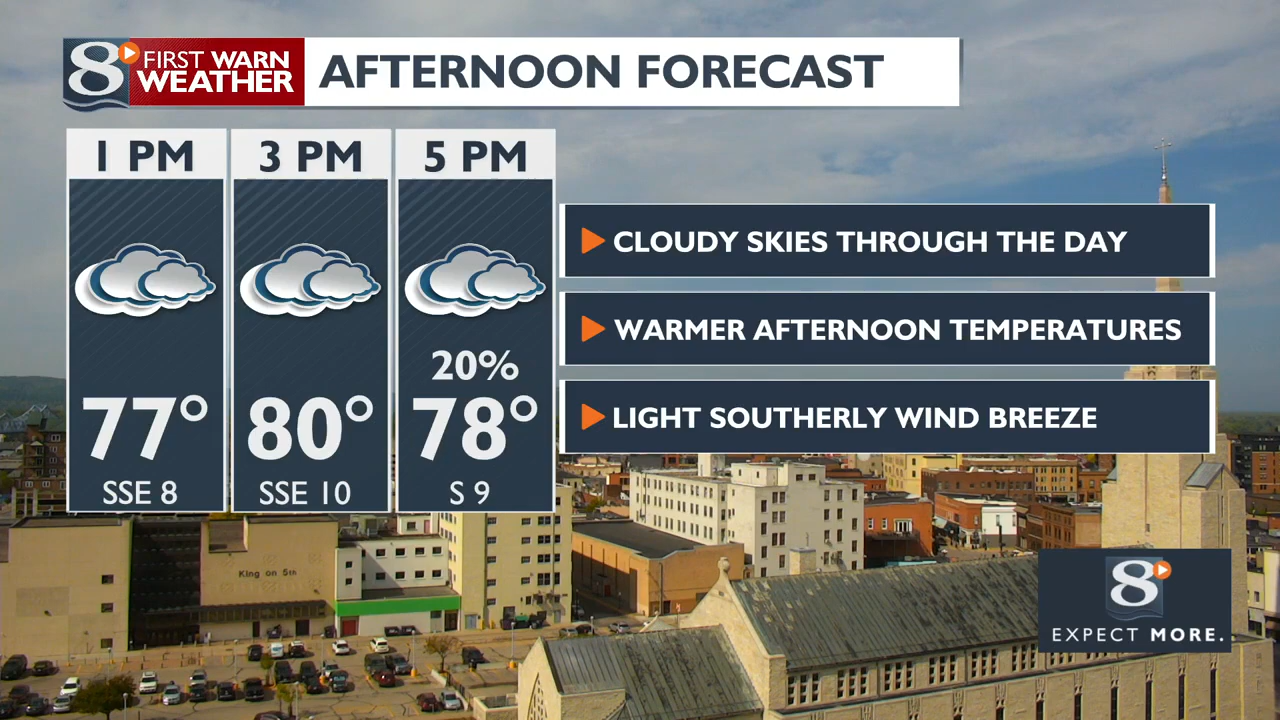 8
FIRST WARN
WEATHER
AFTERNOON FORECAST
1 PM
3 PM
5 PM
20%
77°
80°
78°
SSE 8
SSE 10
S 9
CLOUDY SKIES THROUGH THE DAY
WARMER AFTERNOON TEMPERATURES
LIGHT SOUTHERLY WIND BREEZE
King on 5th
8
EXPECT MORE.